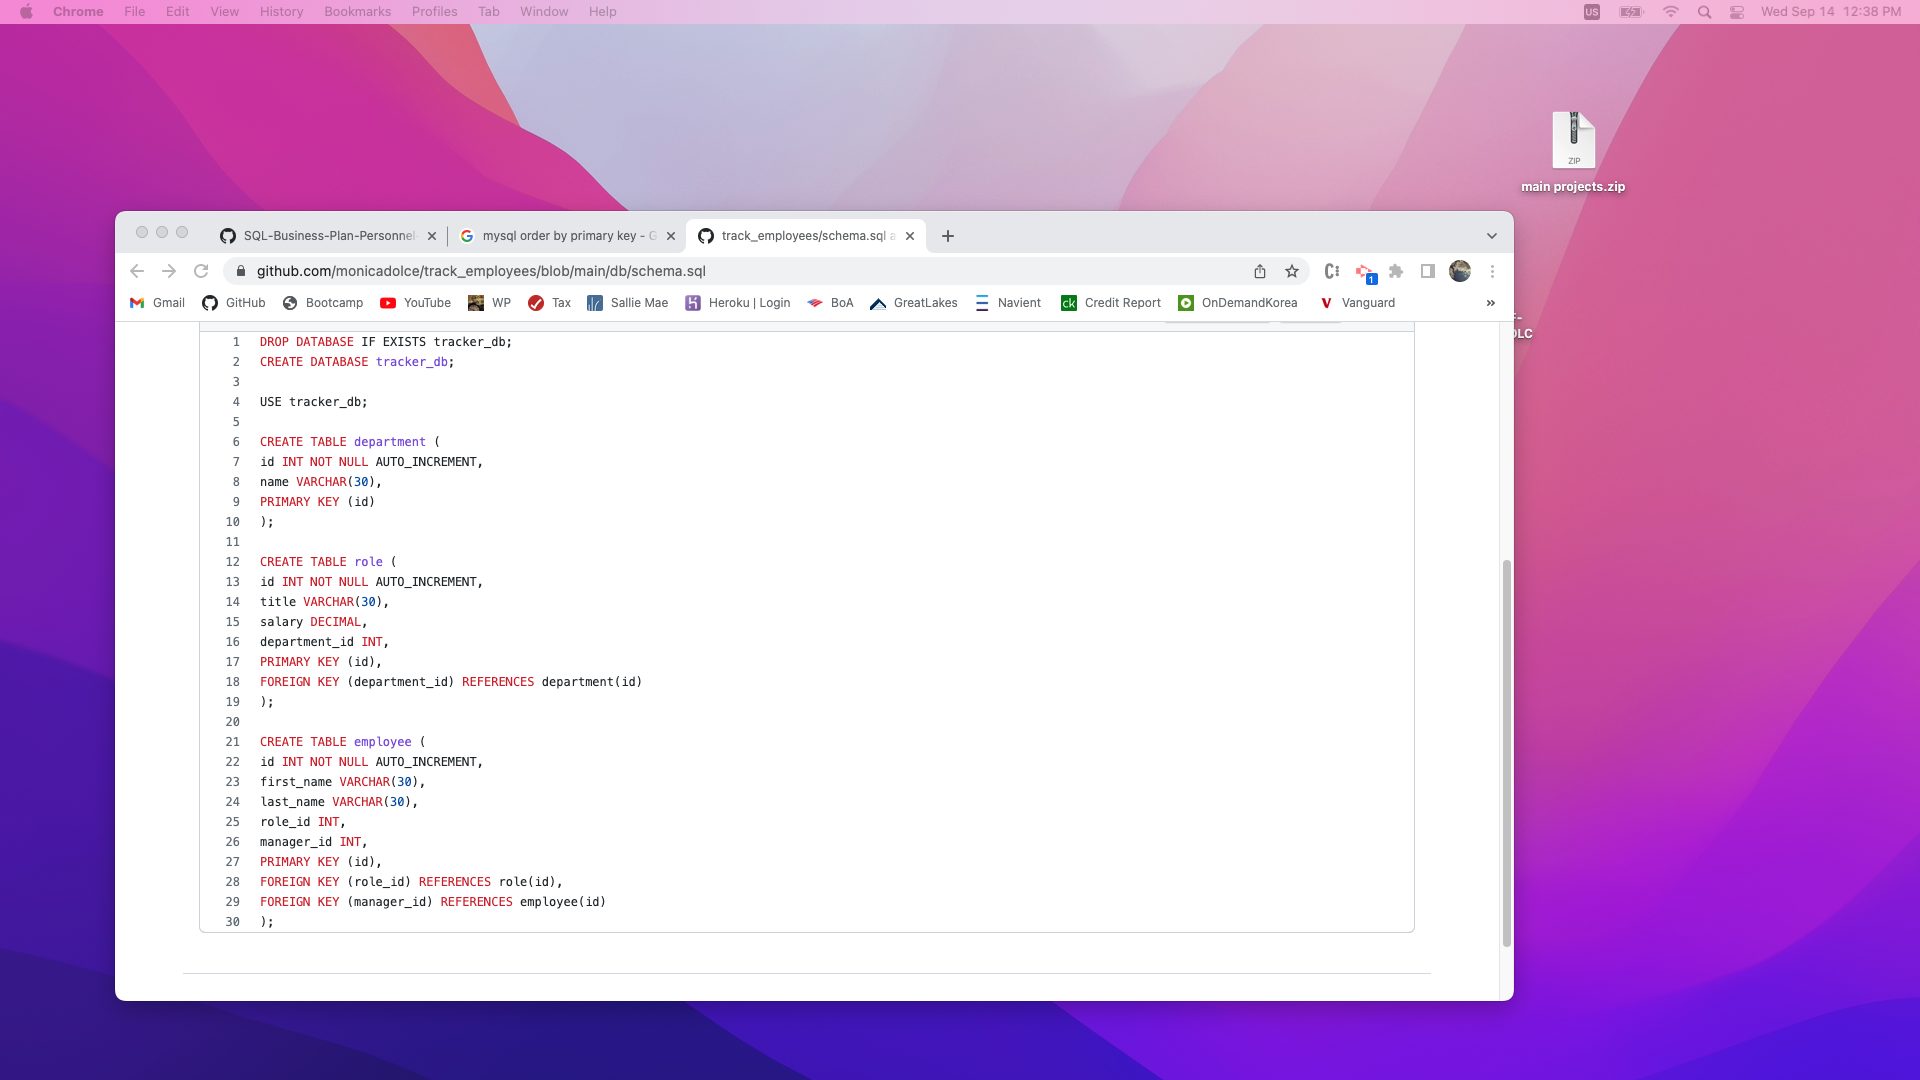 Chrome File Edit View History Bookmarks Profiles Tab Window Help
US
Wed Sep 14 12:38 PM
ZIP
main projects.zip
SQL-Business-Plan-Personnel-
mysql order by primary key - G
track_employees/schema.sql a
github.com/monicadolce/track_employees/blob/main/db/schema.sql
1
Gmail GitHub Bootcamp YouTube WP Tax Sallie Mae Heroku | Login BoA GreatLakes Navient ck Credit Report OnDemandKorea Vanguard »
DLC
1 DROP DATABASE IF EXISTS tracker_db;
2 CREATE DATABASE tracker_db;
3
4 USE tracker_db;
5
6 CREATE TABLE department (
7 id INT NOT NULL AUTO_INCREMENT,
8 name VARCHAR(30),
9 PRIMARY KEY (id)
10 );
11
12 CREATE TABLE role (
13 id INT NOT NULL AUTO_INCREMENT,
14 title VARCHAR(30),
15 salary DECIMAL,
16 department_id INT,
17 PRIMARY KEY (id),
18 FOREIGN KEY (department_id) REFERENCES department(id)
19 );
20
21 CREATE TABLE employee (
22 id INT NOT NULL AUTO_INCREMENT,
23 first_name VARCHAR(30),
24 last_name VARCHAR(30),
25 role_id INT,
26 manager_id INT,
27 PRIMARY KEY (id),
28 FOREIGN KEY (role_id) REFERENCES role(id),
29 FOREIGN KEY (manager_id) REFERENCES employee(id)
30 );